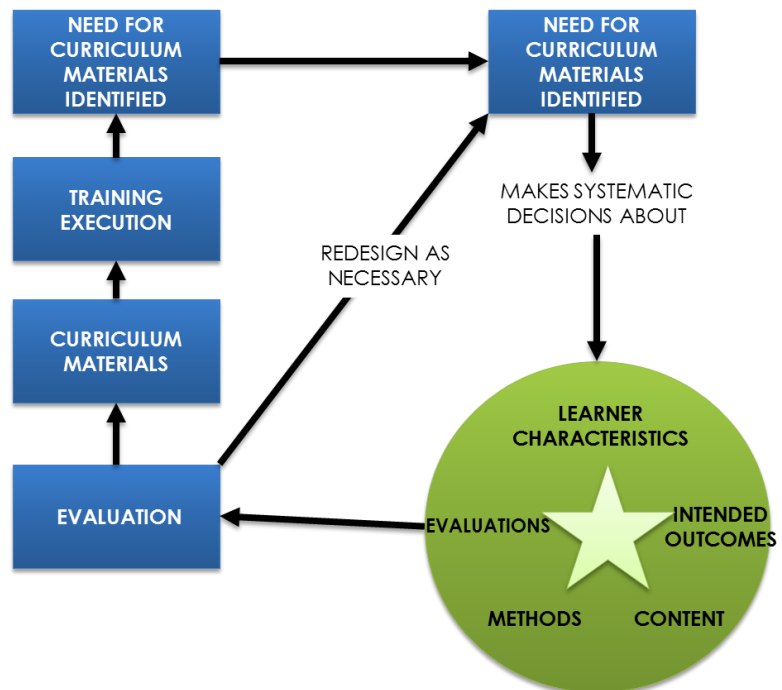 NEED FOR
CURRICULUM
MATERIALS
IDENTIFIED
NEED FOR
CURRICULUM
MATERIALS
IDENTIFIED
TRAINING
EXECUTION
MAKES SYSTEMATIC
DECISIONS ABOUT
REDESIGN AS
NECESSARY
CURRICULUM
MATERIALS
LEARNER
CHARACTERISTICS
EVALUATION
EVALUATIONS
INTENDED
OUTCOMES
METHODS
CONTENT